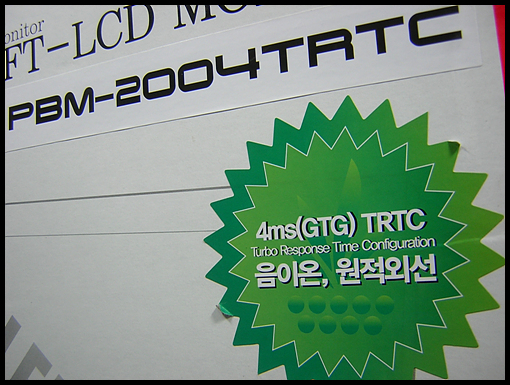 onitor
FT-LCD MO
PBM-2004TRTC
4ms(GTG) TRTC
Turbo Response Time Configuration
음이온, 원적외선